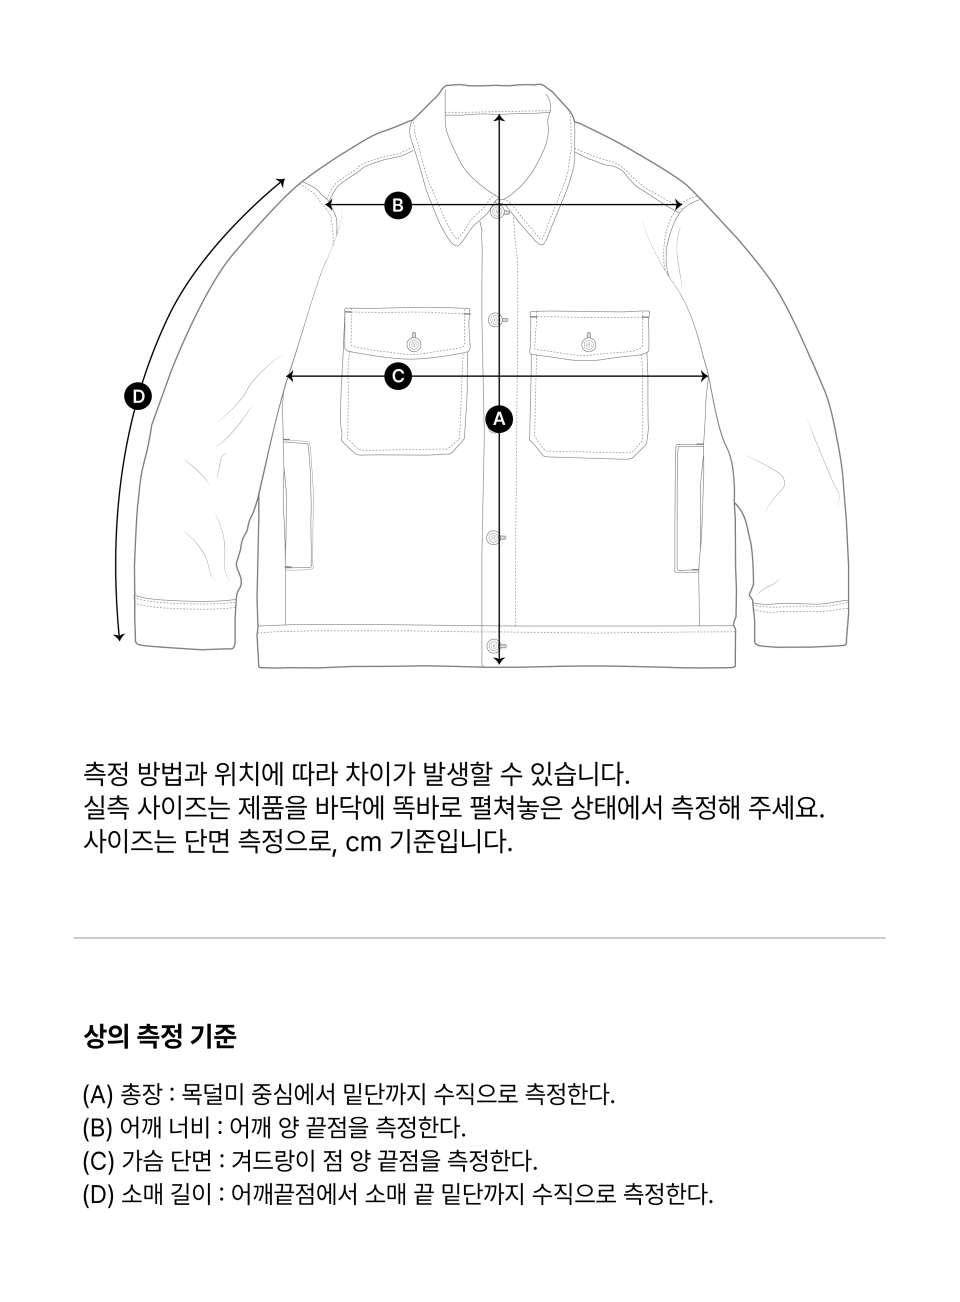 B
C
D
A
측정 방법과 위치에 따라 차이가 발생할 수 있습니다.
실측 사이즈는 제품을 바닥에 똑바로 펼쳐놓은 상태에서 측정해 주세요.
사이즈는 단면 측정으로, cm 기준입니다.
상의 측정 기준
(A) 총장 : 목덜미 중심에서 밑단까지 수직으로 측정한다.
(B) 어깨 너비 : 어깨 양 끝점을 측정한다.
(C) 가슴 단면 : 겨드랑이 점 양 끝점을 측정한다.
(D) 소매 길이 : 어깨끝점에서 소매 끝 밑단까지 수직으로 측정한다.